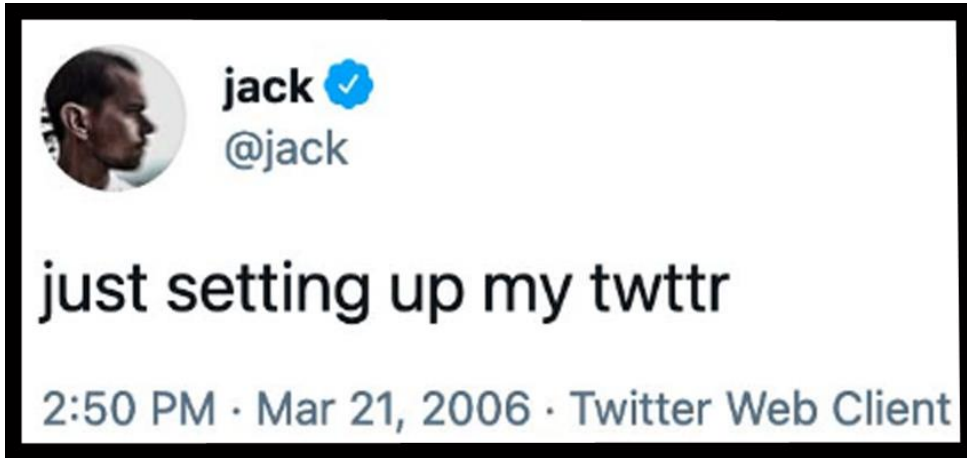 jack
@jack
just setting up my twttr
2:50 PM · Mar 21, 2006 · Twitter Web Client